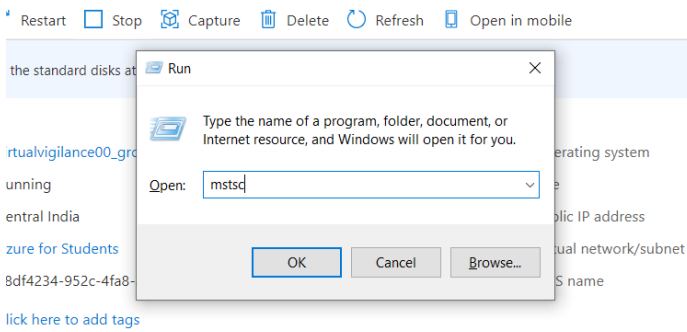 Restart Stop Capture Delete Refresh Open in mobile
the standard disks at
Run
Type the name of a program, folder, document, or
Internet resource, and Windows will open it for you.
Open: mstsc
OK Cancel Browse...
rtualvigilance00_gro
unning
entral India
zure for Students
8df4234-952c-4fa8-
lick here to add tags
erating system
e
blic IP address
tual network/subnet
S name